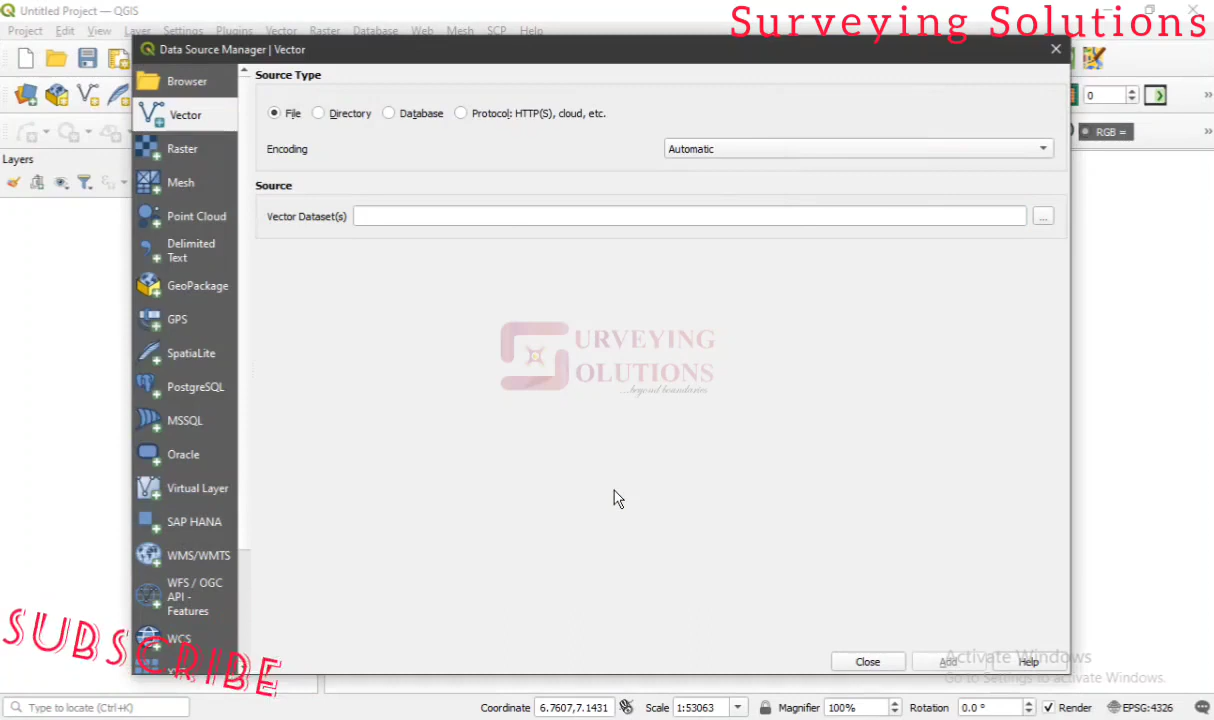 Untitled Project — QGIS
Surveying Solutions
Project Edit View Layer Settings Plugins Vector Raster Database Web Mesh SCP Help
Data Source Manager | Vector
Browser
Vector
Raster
Mesh
Point Cloud
Delimited
Text
GeoPackage
GPS
SpatiaLite
PostgreSQL
MSSQL
Oracle
Virtual Layer
SAP HANA
WMS/WMTS
WFS / OGC
API -
Features
WCS
Source Type
File Directory Database Protocol: HTTP(S), cloud, etc.
Encoding Automatic
Source
Vector Dataset(s) ...
0
RGB =
Layers
SURVEYING
SOLUTIONS
...beyond boundaries
SUBSCRIBE
Close Add Help
Activate Windows
Go to Settings to activate Windows.
Type to locate (Ctrl+K) Coordinate 6.7607,7.1431 Scale 1:53063 Magnifier 100% Rotation 0.0 ° Render EPSG:4326